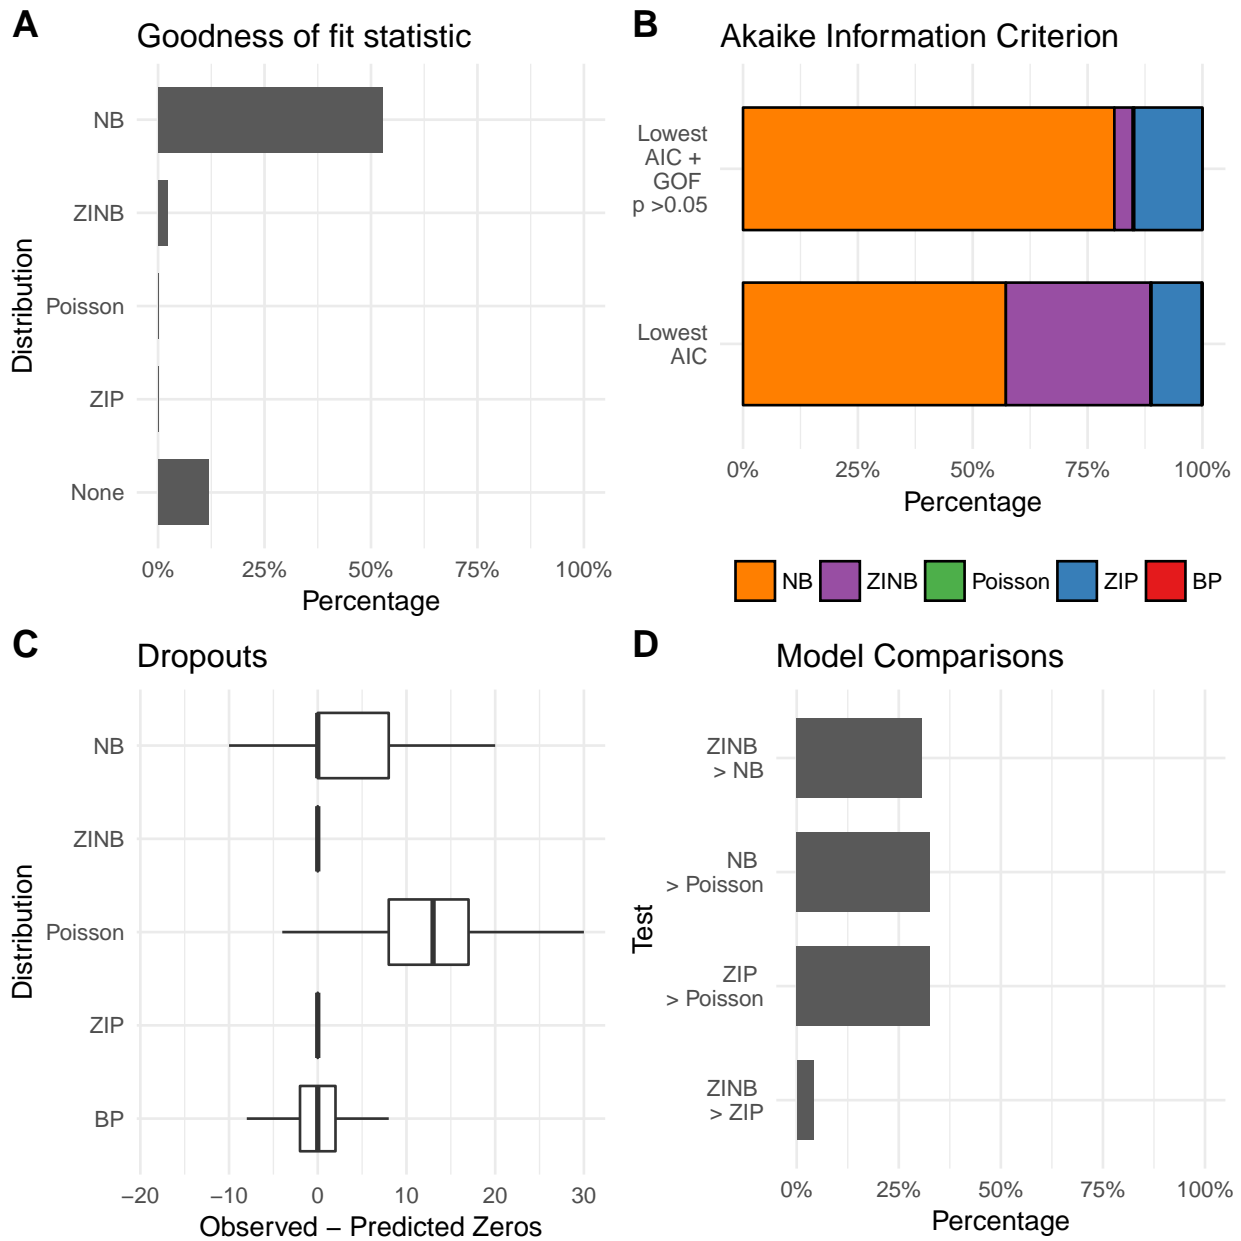 A
Goodness of fit statistic
Distribution
NB
ZINB
Poisson
ZIP
None
0%
25%
50%
75%
100%
Percentage
B
Akaike Information Criterion
Lowest
AIC +
GOF
p >0.05
Lowest
AIC
0%
25%
50%
75%
100%
Percentage
NB
ZINB
Poisson
ZIP
BP
C
Dropouts
Distribution
NB
ZINB
Poisson
ZIP
BP
−20
−10
0
10
20
30
Observed − Predicted Zeros
D
Model Comparisons
Test
ZINB
> NB
NB
> Poisson
ZIP
> Poisson
ZINB
> ZIP
0%
25%
50%
75%
100%
Percentage